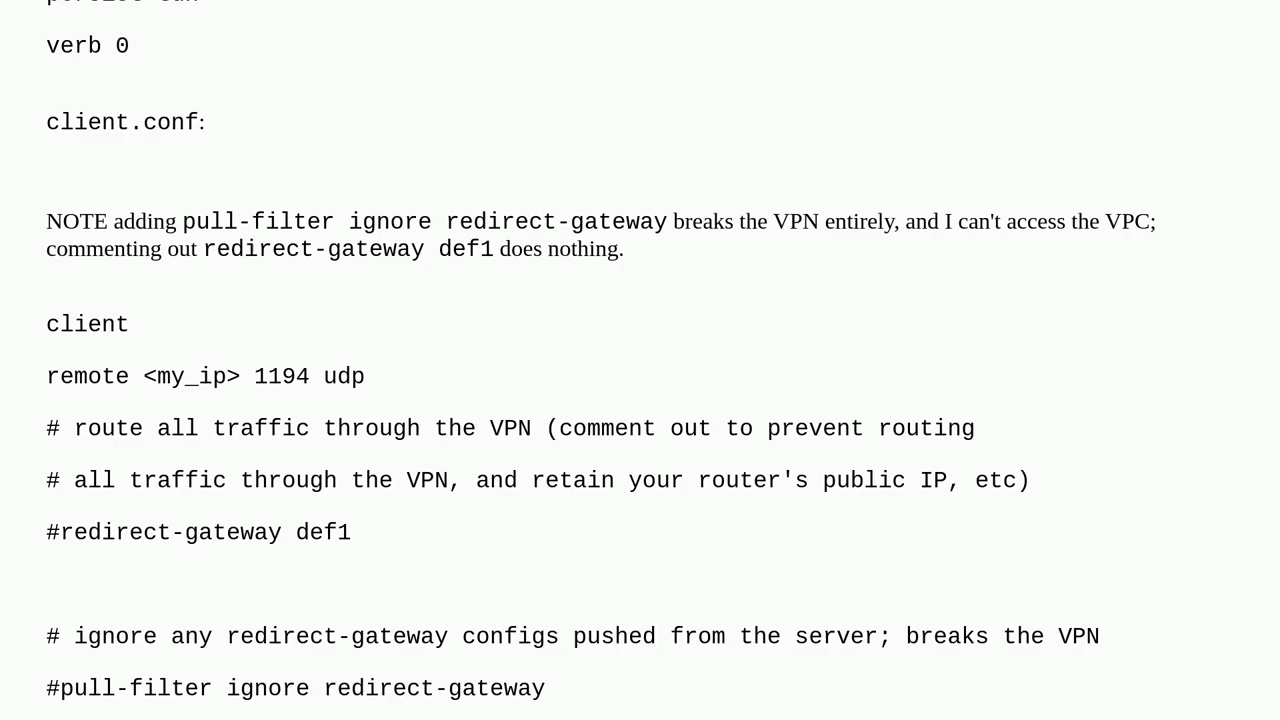 verb 0
client.conf:
NOTE adding pull-filter ignore redirect-gateway breaks the VPN entirely, and I can't access the VPC;
commenting out redirect-gateway def1 does nothing.
client
remote <my_ip> 1194 udp
# route all traffic through the VPN (comment out to prevent routing
# all traffic through the VPN, and retain your router's public IP, etc)
#redirect-gateway def1
# ignore any redirect-gateway configs pushed from the server; breaks the VPN
#pull-filter ignore redirect-gateway